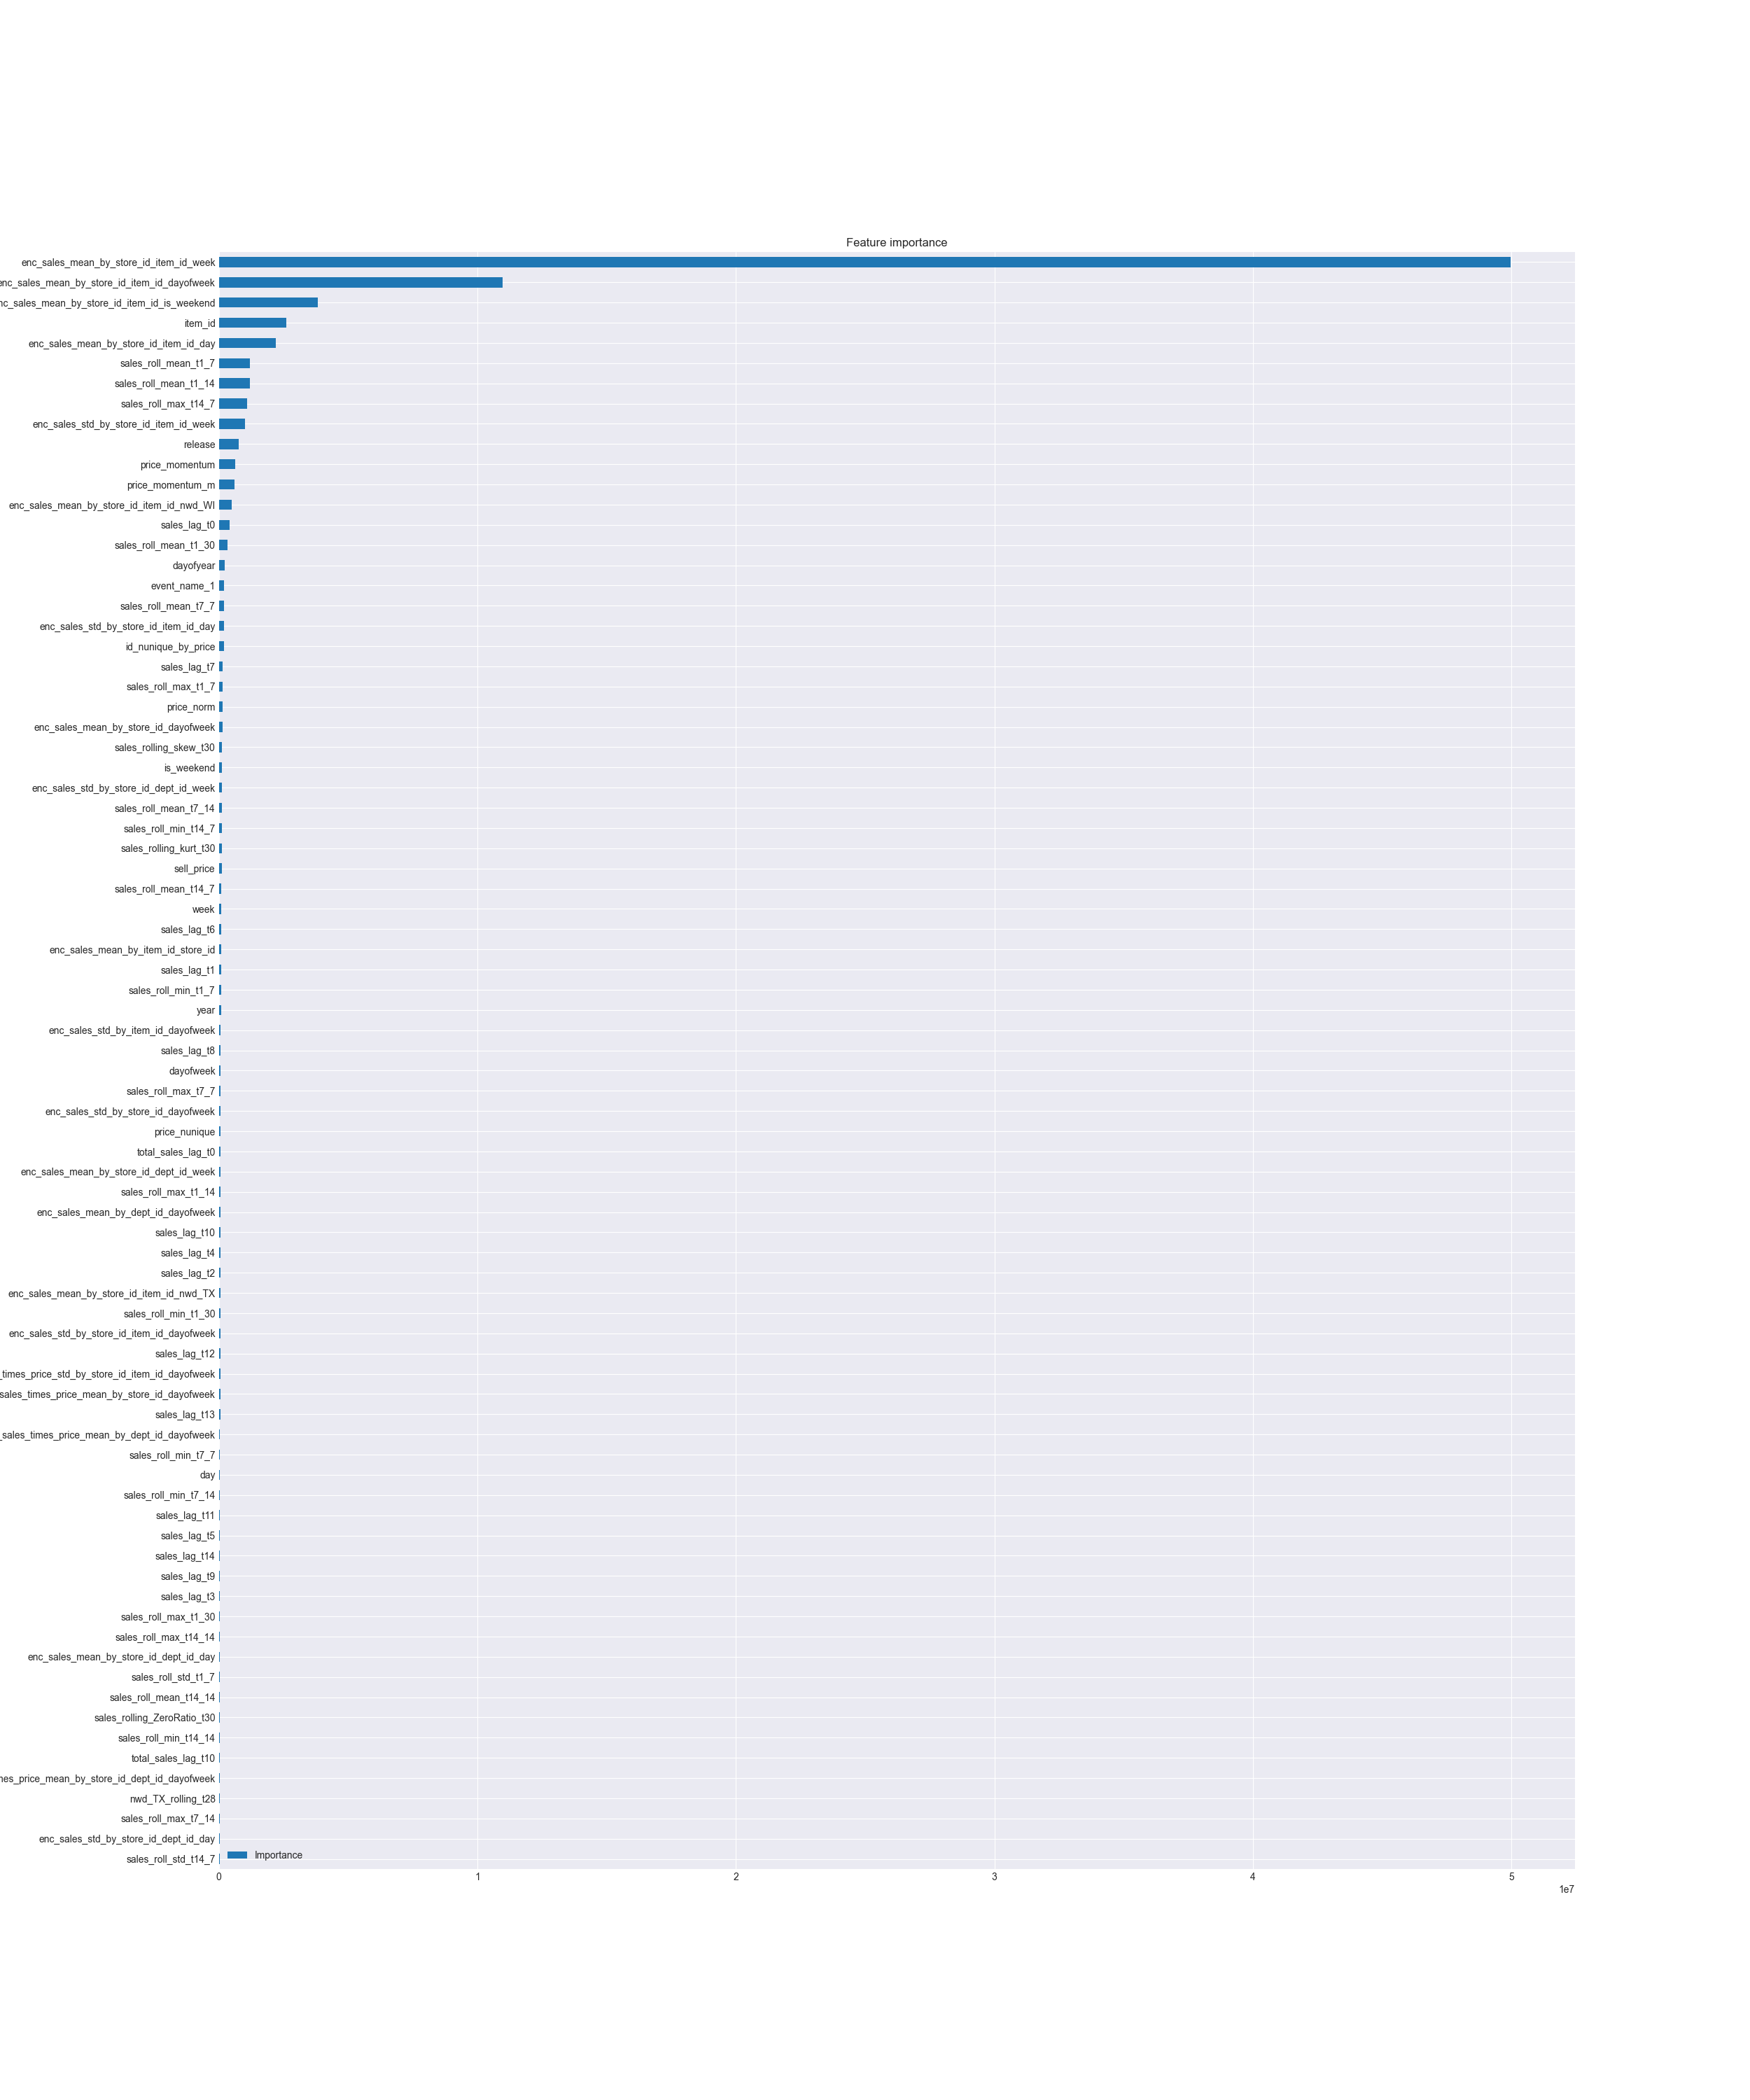 Feature importance
enc_sales_mean_by_store_id_item_id_week
enc_sales_mean_by_store_id_item_id_dayofweek
nc_sales_mean_by_store_id_item_id_is_weekend
item_id
enc_sales_mean_by_store_id_item_id_day
sales_roll_mean_t1_7
sales_roll_mean_t1_14
sales_roll_max_t14_7
enc_sales_std_by_store_id_item_id_week
release
price_momentum
price_momentum_m
enc_sales_mean_by_store_id_item_id_nwd_WI
sales_lag_t0
sales_roll_mean_t1_30
dayofyear
event_name_1
sales_roll_mean_t7_7
enc_sales_std_by_store_id_item_id_day
id_nunique_by_price
sales_lag_t7
sales_roll_max_t1_7
price_norm
enc_sales_mean_by_store_id_dayofweek
sales_rolling_skew_t30
is_weekend
enc_sales_std_by_store_id_dept_id_week
sales_roll_mean_t7_14
sales_roll_min_t14_7
sales_rolling_kurt_t30
sell_price
sales_roll_mean_t14_7
week
sales_lag_t6
enc_sales_mean_by_item_id_store_id
sales_lag_t1
sales_roll_min_t1_7
year
enc_sales_std_by_item_id_dayofweek
sales_lag_t8
dayofweek
sales_roll_max_t7_7
enc_sales_std_by_store_id_dayofweek
price_nunique
total_sales_lag_t0
enc_sales_mean_by_store_id_dept_id_week
sales_roll_max_t1_14
enc_sales_mean_by_dept_id_dayofweek
sales_lag_t10
sales_lag_t4
sales_lag_t2
enc_sales_mean_by_store_id_item_id_nwd_TX
sales_roll_min_t1_30
enc_sales_std_by_store_id_item_id_dayofweek
sales_lag_t12
_times_price_std_by_store_id_item_id_dayofweek
sales_times_price_mean_by_store_id_dayofweek
sales_lag_t13
_sales_times_price_mean_by_dept_id_dayofweek
sales_roll_min_t7_7
day
sales_roll_min_t7_14
sales_lag_t11
sales_lag_t5
sales_lag_t14
sales_lag_t9
sales_lag_t3
sales_roll_max_t1_30
sales_roll_max_t14_14
enc_sales_mean_by_store_id_dept_id_day
sales_roll_std_t1_7
sales_roll_mean_t14_14
sales_rolling_ZeroRatio_t30
sales_roll_min_t14_14
total_sales_lag_t10
mes_price_mean_by_store_id_dept_id_dayofweek
nwd_TX_rolling_t28
sales_roll_max_t7_14
enc_sales_std_by_store_id_dept_id_day
sales_roll_std_t14_7
Importance
0 1 2 3 4 5
1e7